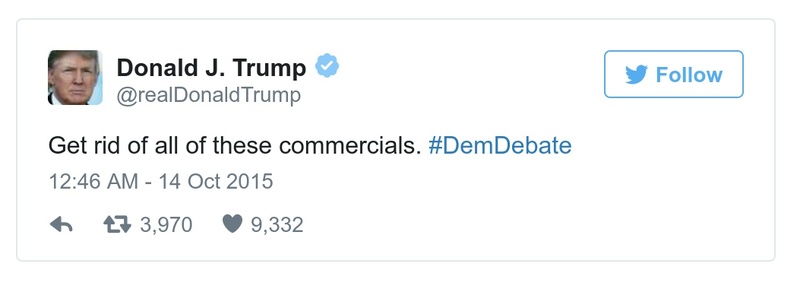 Donald J. Trump
@realDonaldTrump
Follow
Get rid of all of these commercials. #DemDebate
12:46 AM - 14 Oct 2015
3,970 9,332